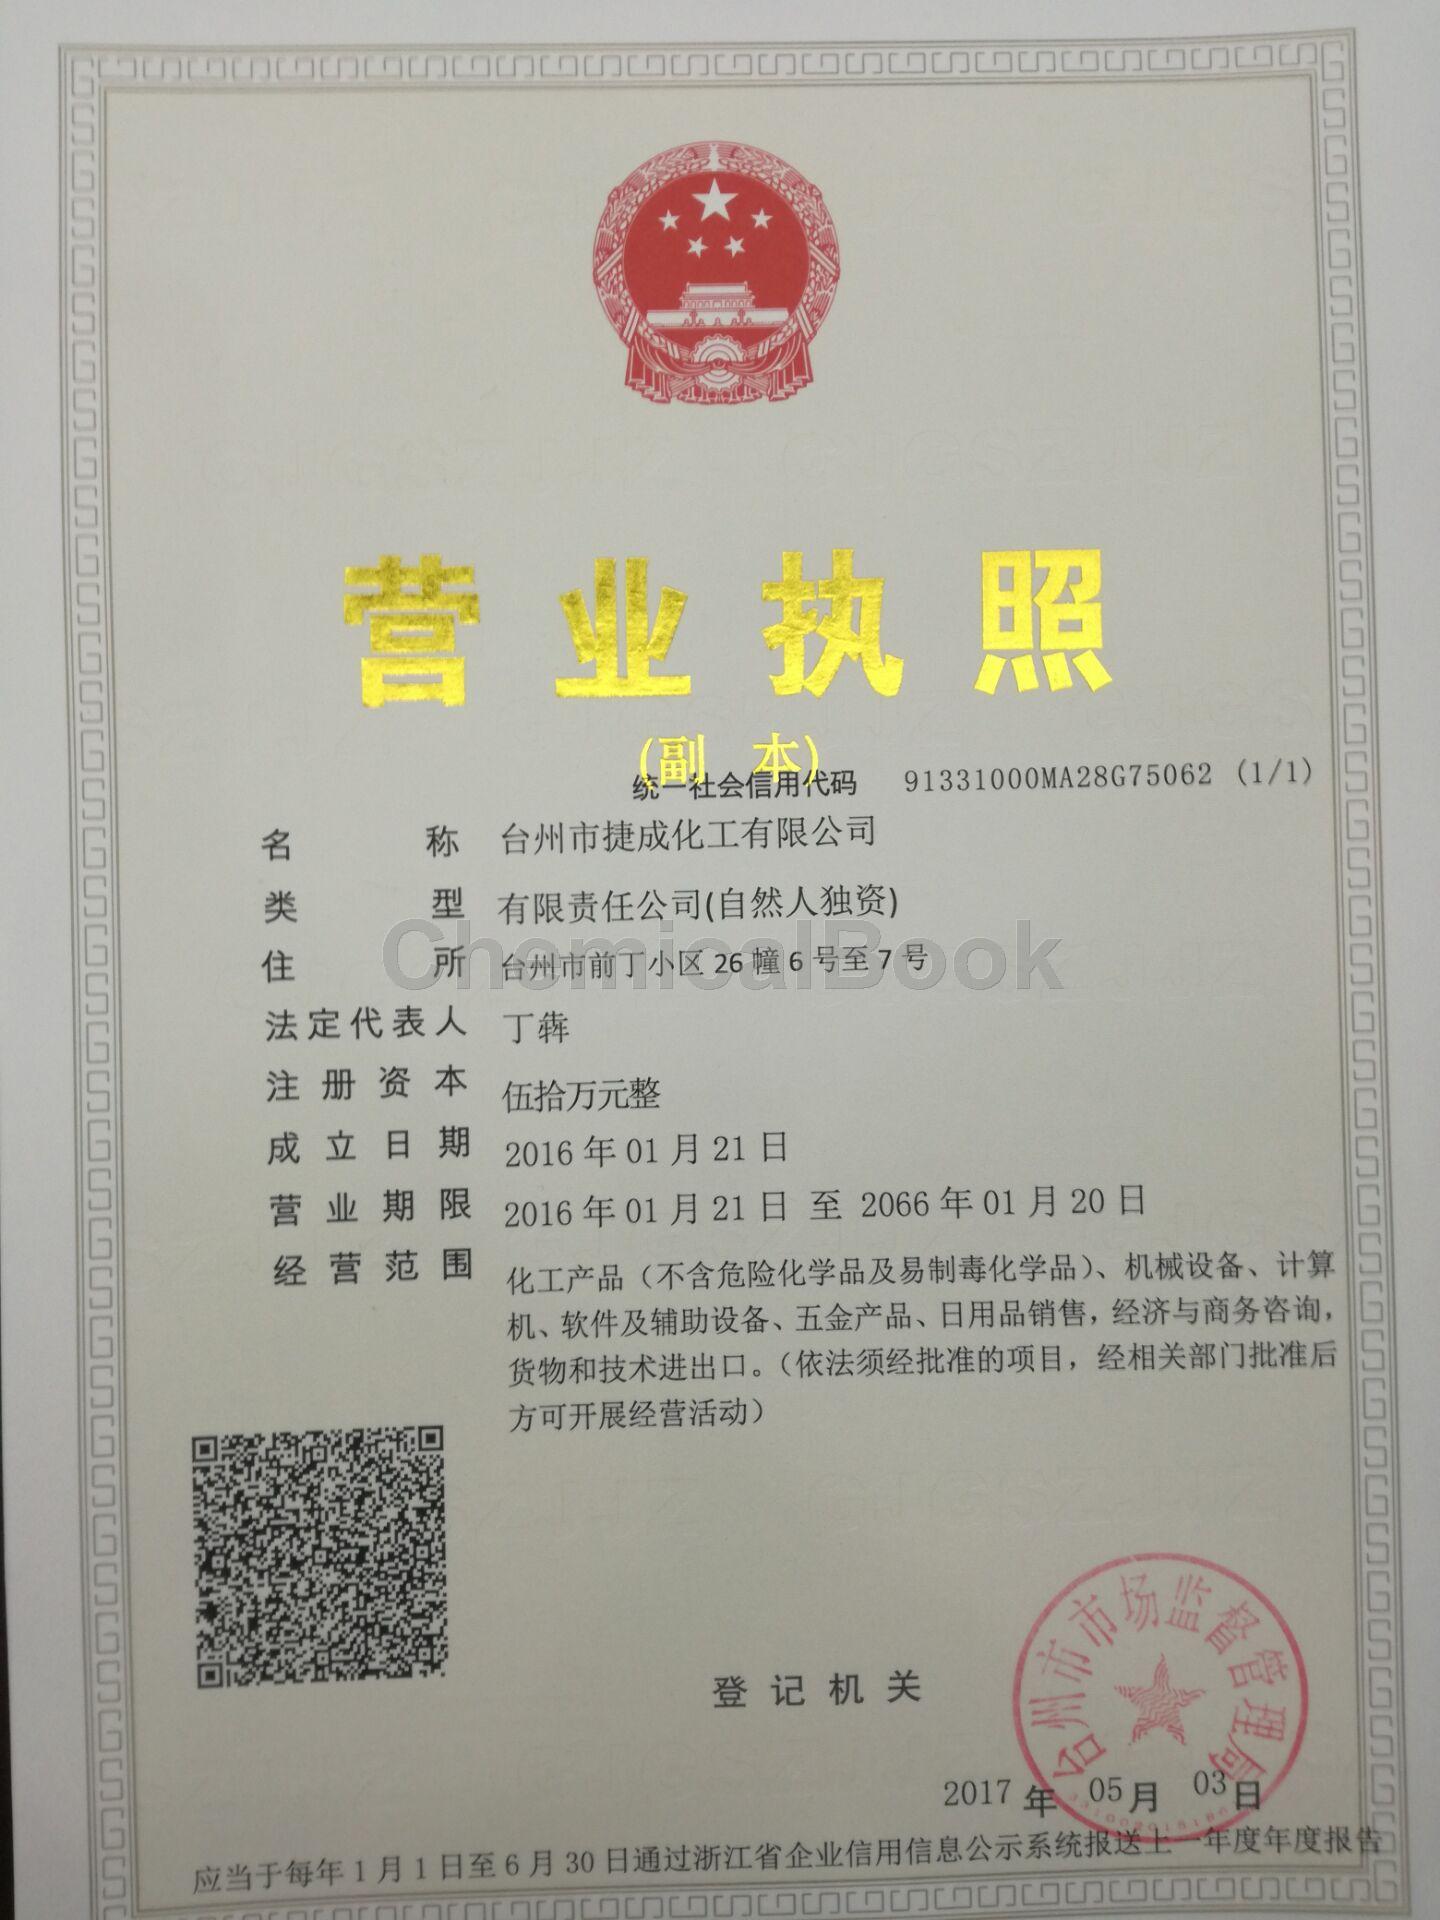 营业执照
(副 本)
统一社会信用代码 91331000MA28G75062 (1/1)
名称 台州市捷成化工有限公司
类型 有限责任公司(自然人独资)
住所 台州市前丁小区26幢6号至7号
ChemicalBook
法定代表人 丁犇
注册资本 伍拾万元整
成立日期 2016年01月21日
营业期限 2016年01月21日 至 2066年01月20日
经营范围 化工产品（不含危险化学品及易制毒化学品）、机械设备、计算
机、软件及辅助设备、五金产品、日用品销售，经济与商务咨询，
货物和技术进出口。（依法须经批准的项目，经相关部门批准后
方可开展经营活动）
登记机关
台州市市场监督管理局
2017年05月03日
应当于每年1月1日至6月30日通过浙江省企业信用信息公示系统报送上一年度年度报告